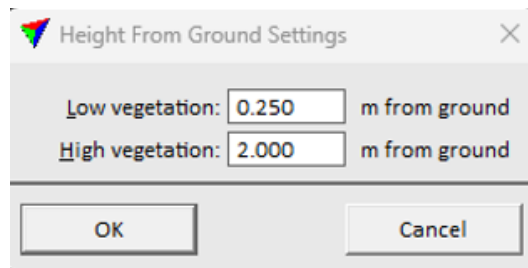 Height From Ground Settings
Low vegetation: 0.250 m from ground
High vegetation: 2.000 m from ground
OK Cancel